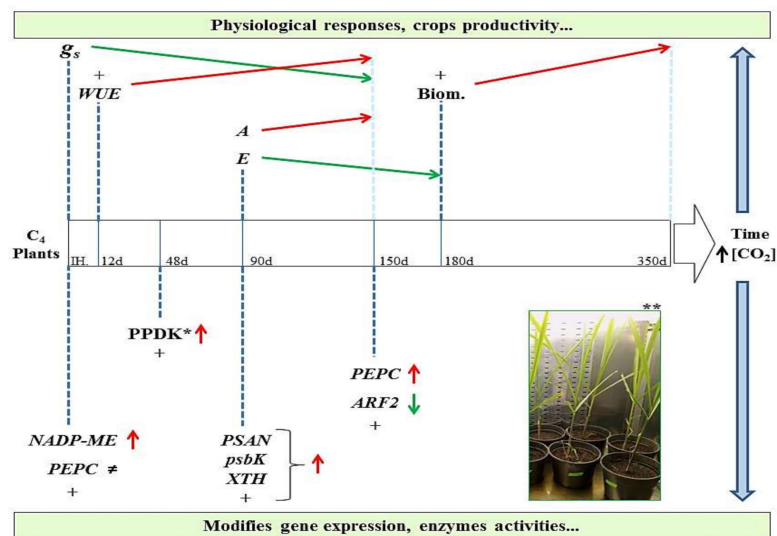 Physiological responses, crops productivity...
gs
+
WUE
+
Biom.
A
E
C4
Plants
IH.
12d
48d
90d
150d
180d
350d
Time
↑ [CO2]
**
PPDK* ↑
+
PEPC ↑
ARF2 ↓
+
NADP-ME ↑
PEPC ≠
+
PSAN
psbK
XTH
+
↑
Modifies gene expression, enzymes activities...